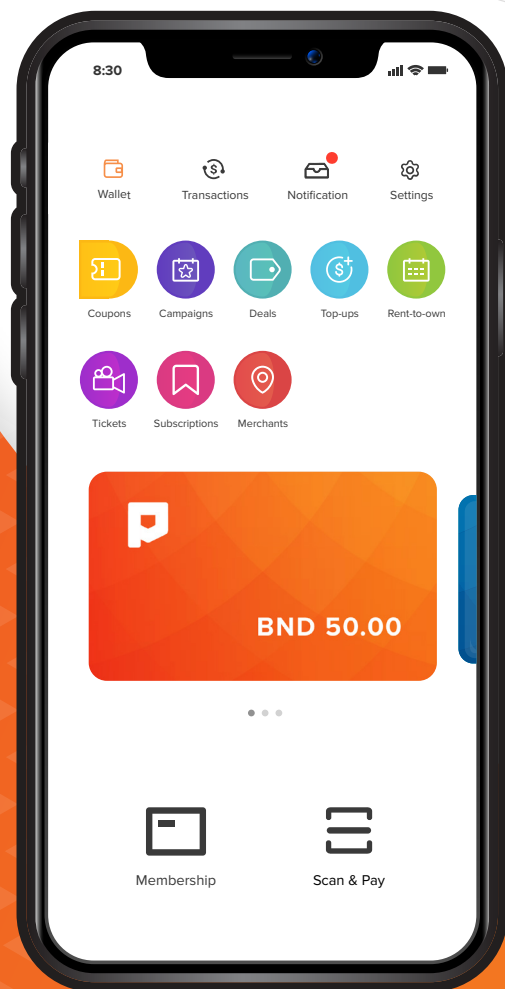 8:30
Wallet Transactions Notification Settings
Coupons Campaigns Deals Top-ups Rent-to-own
Tickets Subscriptions Merchants
BND 50.00
Membership Scan & Pay